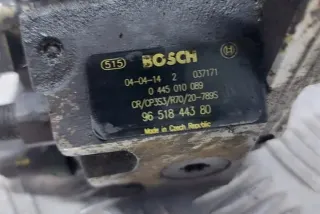 515 BOSCH
04-04-14 2 037171
0 445 010 089
CR/CP3S3/R70/20-789S
96 518 443 80
Made in Czech Republic